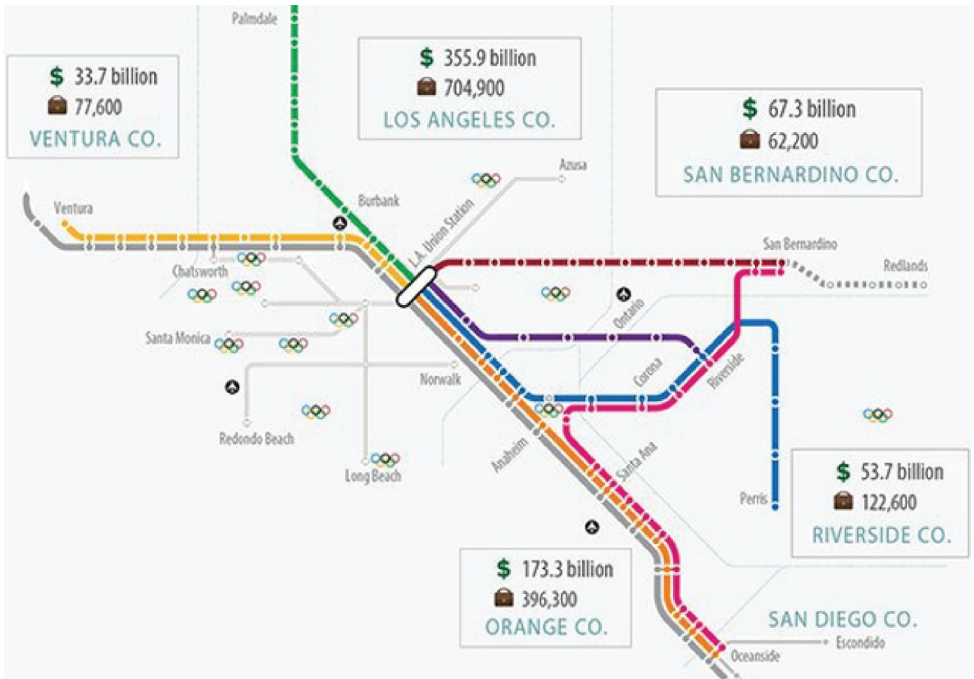 Palmdale
$ 33.7 billion
77,600
VENTURA CO.
$ 355.9 billion
704,900
LOS ANGELES CO.
$ 67.3 billion
62,200
SAN BERNARDINO CO.
Azusa
Ventura
Burbank
L.A. Union Station
San Bernardino
Chatsworth
Redlands
Ontario
Santa Monica
Norwalk
Corona
Riverside
Redondo Beach
Anaheim
Long Beach
Santa Ana
Perris
$ 53.7 billion
122,600
RIVERSIDE CO.
$ 173.3 billion
396,300
ORANGE CO.
SAN DIEGO CO.
Escondido
Oceanside